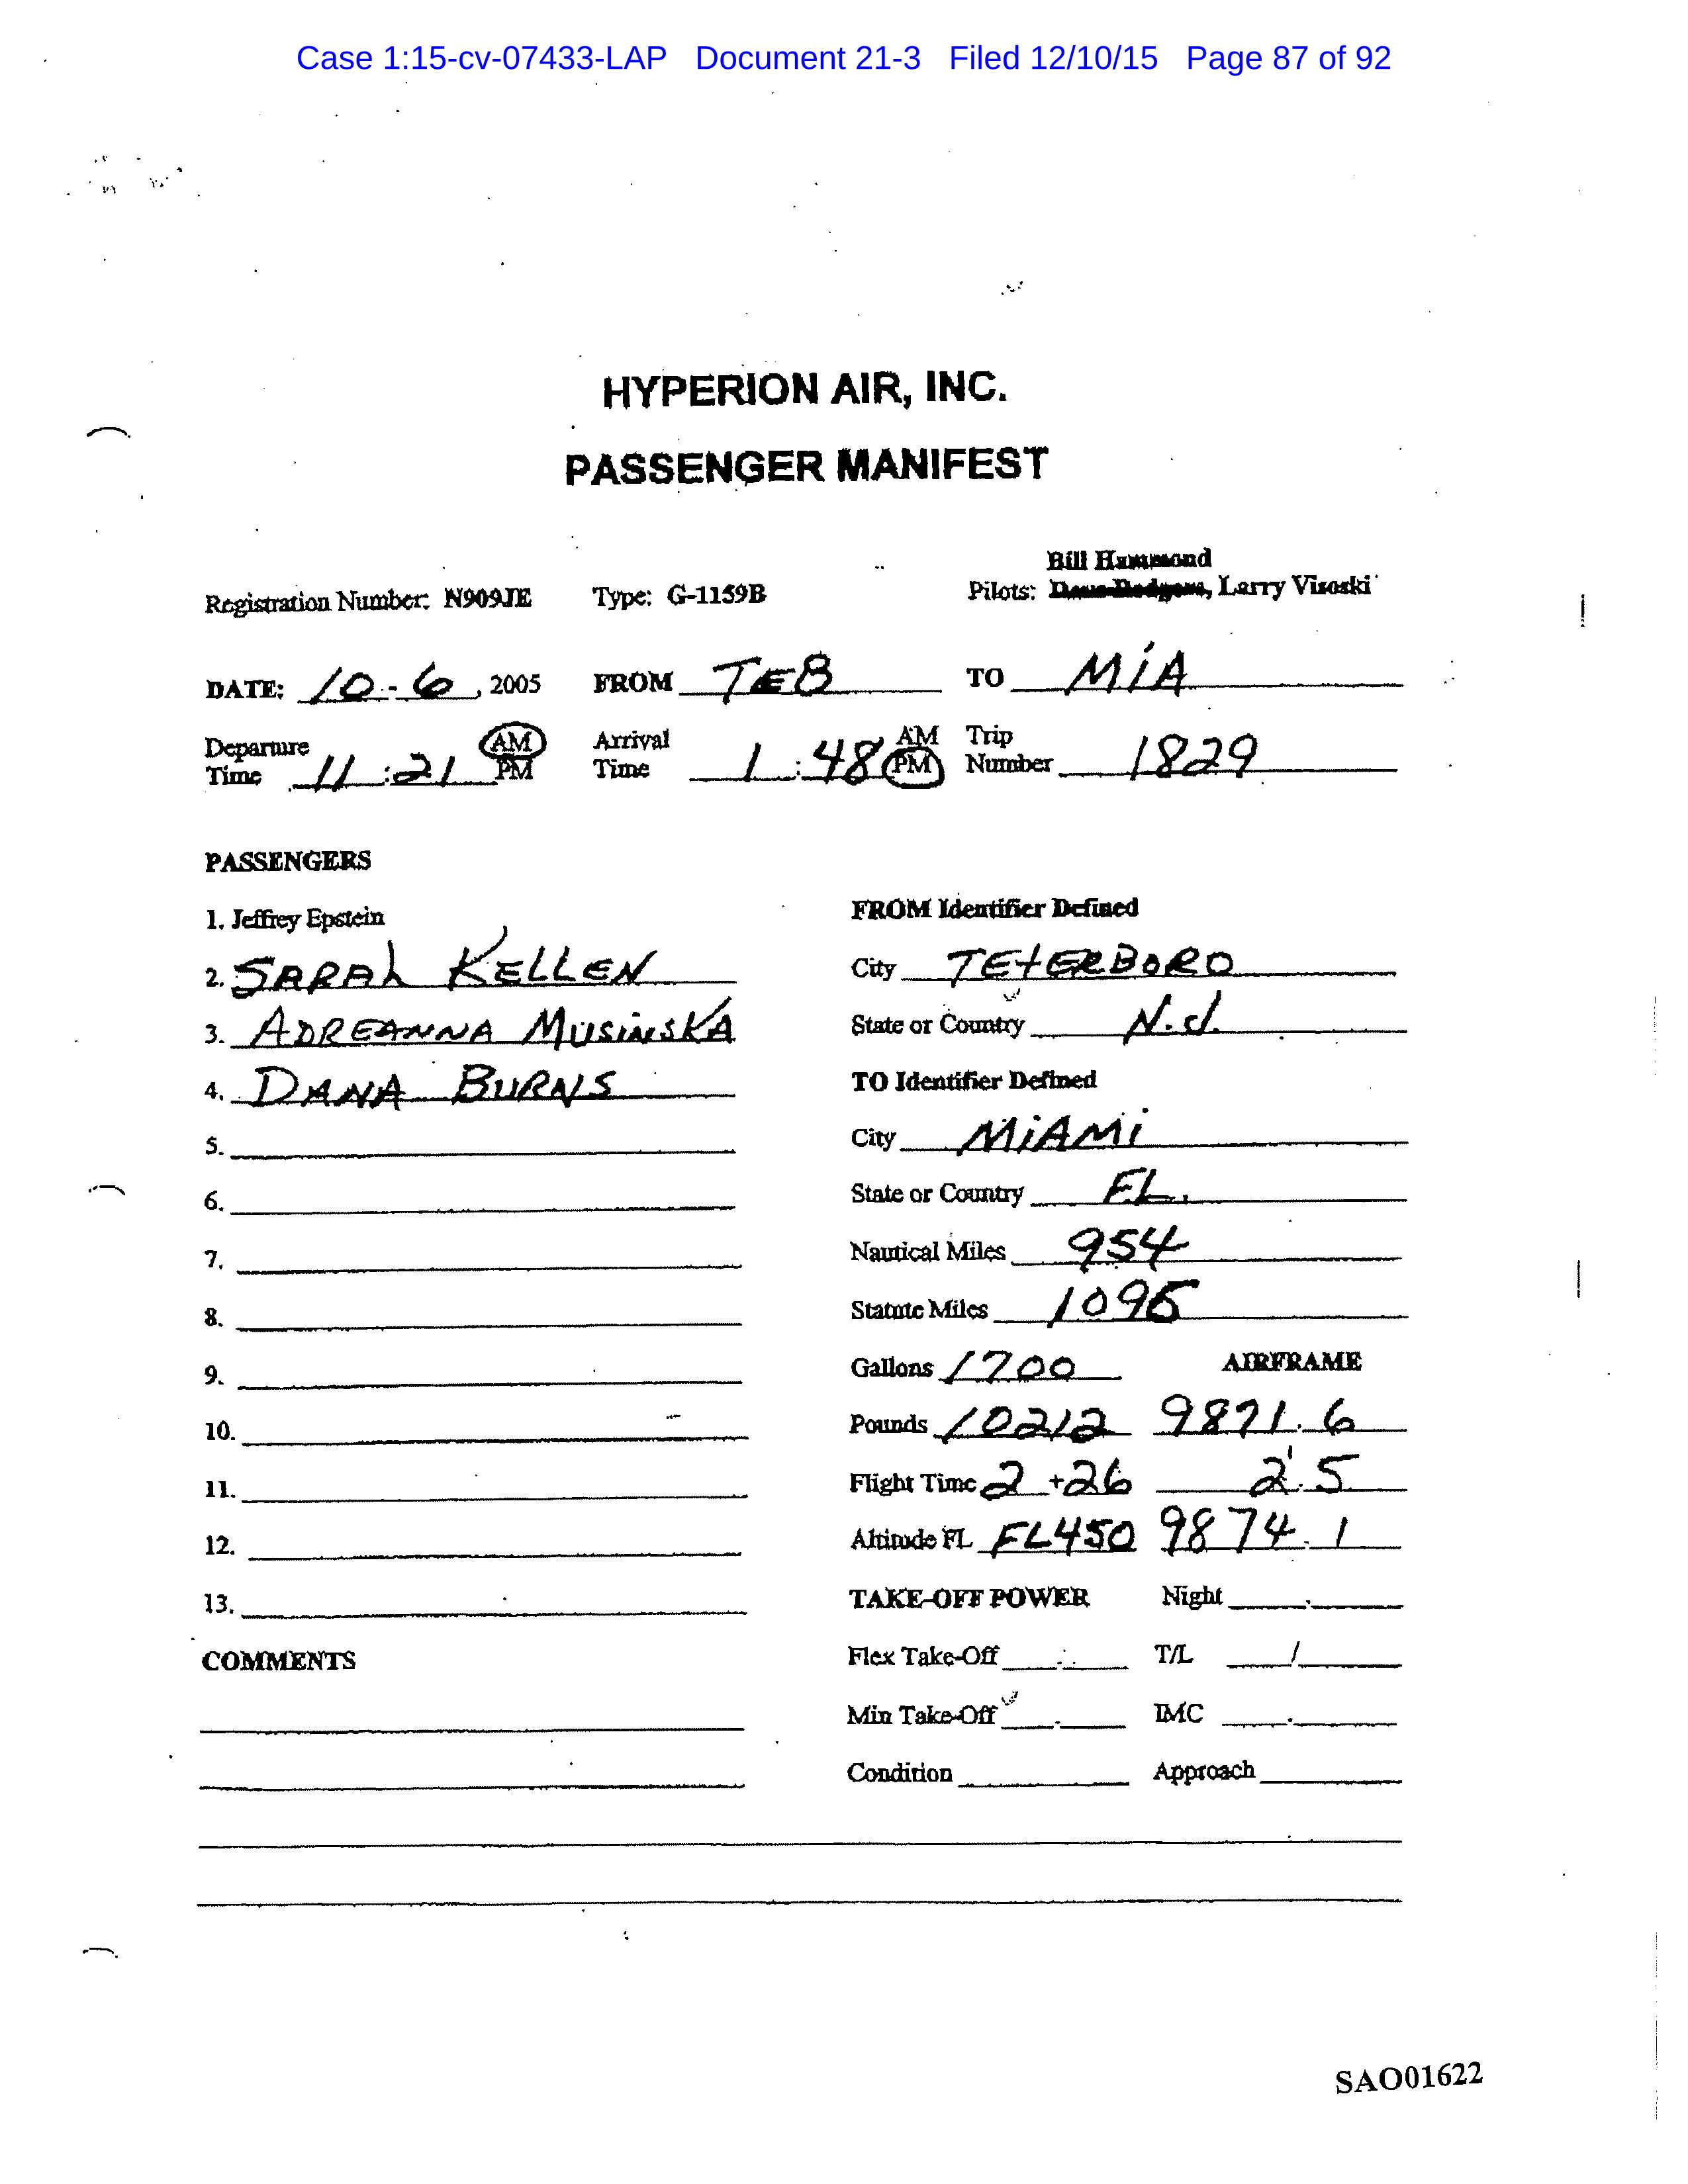 Case 1:15-cv-07433-LAP Document 21-3 Filed 12/10/15 Page 87 of 92
HYPERION AIR, INC.
PASSENGER MANIFEST
Bill Hammond
Registration Number: N909JE Type: G-1159B Pilots: Larry Visoski
DATE: 10-6, 2005 FROM TEB TO MiA
Departure Time 11:21 AM PM Arrival Time 1:48 AM PM Trip Number 1829
PASSENGERS
1. Jeffrey Epstein
2. SARAh KELLEN
3. ADREANNA MUSiNSKA
4. DANA BURNS
5.
6.
7.
8.
9.
10.
11.
12.
13.
COMMENTS
FROM Identifier Defined
City TETERBORO
State or Country N.J.
TO Identifier Defined
City MiAMi
State or Country FL.
Nautical Miles 954
Statute Miles
Gallons 1700 AIRFRAME
Pounds 10212 9871.6
Flight Time 2+26 2.5
Altitude FL FL450 9874.1
TAKE-OFF POWER Night
Flex Take-Off T/L /
Min Take-Off IMC
Condition Approach
SAO01622